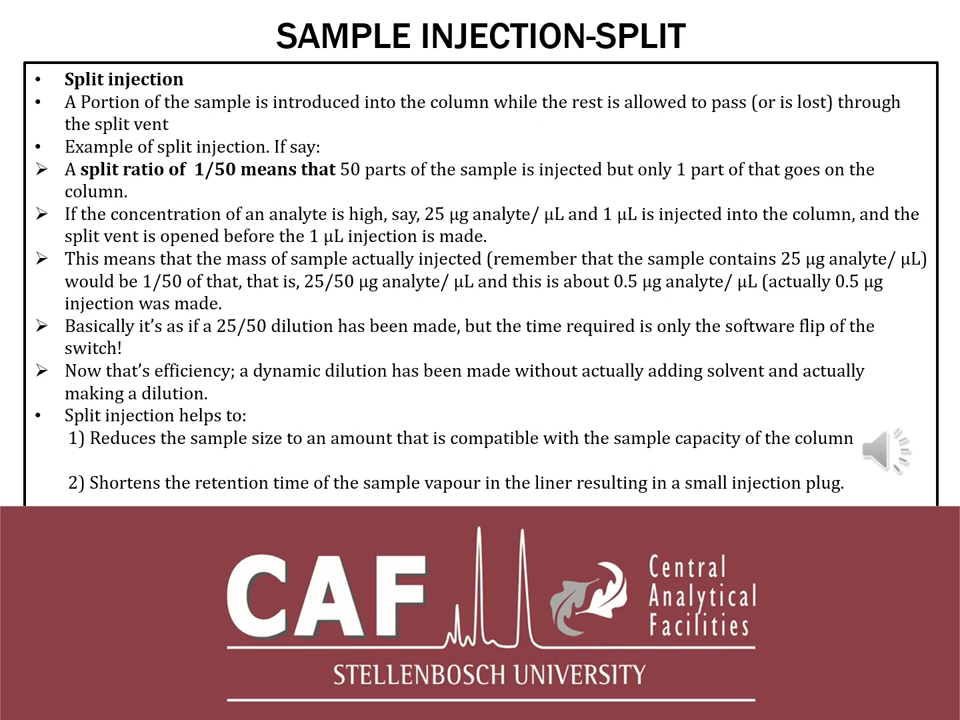 SAMPLE INJECTION-SPLIT
• Split injection
• A Portion of the sample is introduced into the column while the rest is allowed to pass (or is lost) through
the split vent
• Example of split injection. If say:
➢ A split ratio of 1/50 means that 50 parts of the sample is injected but only 1 part of that goes on the
column.
➢ If the concentration of an analyte is high, say, 25 µg analyte/ µL and 1 µL is injected into the column, and the
split vent is opened before the 1 µL injection is made.
➢ This means that the mass of sample actually injected (remember that the sample contains 25 µg analyte/ µL)
would be 1/50 of that, that is, 25/50 µg analyte/ µL and this is about 0.5 µg analyte/ µL (actually 0.5 µg
injection was made.
➢ Basically it’s as if a 25/50 dilution has been made, but the time required is only the software flip of the
switch!
➢ Now that’s efficiency; a dynamic dilution has been made without actually adding solvent and actually
making a dilution.
• Split injection helps to:
1) Reduces the sample size to an amount that is compatible with the sample capacity of the column
2) Shortens the retention time of the sample vapour in the liner resulting in a small injection plug.
CAF
Central
Analytical
Facilities
STELLENBOSCH UNIVERSITY